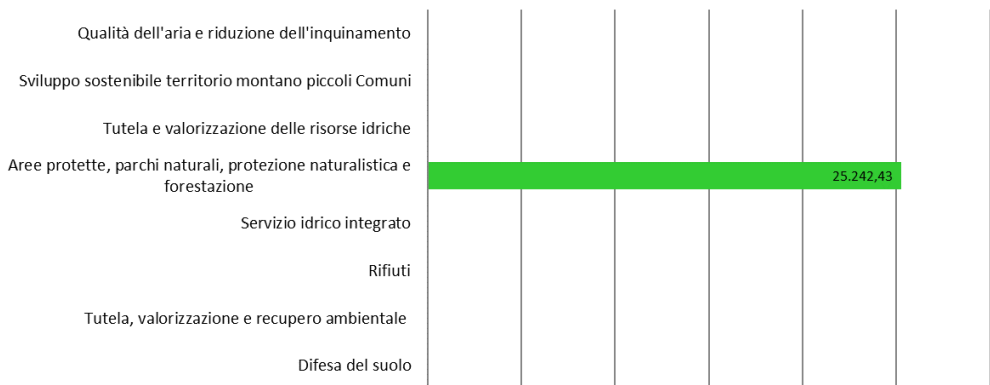 Qualità dell'aria e riduzione dell'inquinamento
Sviluppo sostenibile territorio montano piccoli Comuni
Tutela e valorizzazione delle risorse idriche
Aree protette, parchi naturali, protezione naturalistica e
forestazione
25.242,43
Servizio idrico integrato
Rifiuti
Tutela, valorizzazione e recupero ambientale
Difesa del suolo